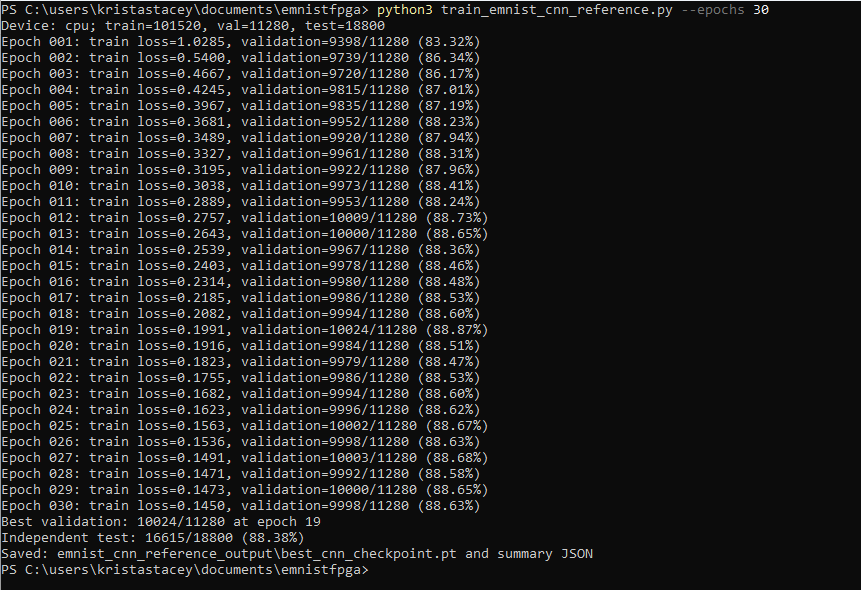 PS C:\users\kristastacey\documents\emnistfpga> python3 train_emnist_cnn_reference.py --epochs 30
Device: cpu; train=101520, val=11280, test=18800
Epoch 001: train loss=1.0285, validation=9398/11280 (83.32%)
Epoch 002: train loss=0.5400, validation=9739/11280 (86.34%)
Epoch 003: train loss=0.4667, validation=9720/11280 (86.17%)
Epoch 004: train loss=0.4245, validation=9815/11280 (87.01%)
Epoch 005: train loss=0.3967, validation=9835/11280 (87.19%)
Epoch 006: train loss=0.3681, validation=9952/11280 (88.23%)
Epoch 007: train loss=0.3489, validation=9920/11280 (87.94%)
Epoch 008: train loss=0.3327, validation=9961/11280 (88.31%)
Epoch 009: train loss=0.3195, validation=9922/11280 (87.96%)
Epoch 010: train loss=0.3038, validation=9973/11280 (88.41%)
Epoch 011: train loss=0.2889, validation=9953/11280 (88.24%)
Epoch 012: train loss=0.2757, validation=10009/11280 (88.73%)
Epoch 013: train loss=0.2643, validation=10000/11280 (88.65%)
Epoch 014: train loss=0.2539, validation=9967/11280 (88.36%)
Epoch 015: train loss=0.2403, validation=9978/11280 (88.46%)
Epoch 016: train loss=0.2314, validation=9980/11280 (88.48%)
Epoch 017: train loss=0.2185, validation=9986/11280 (88.53%)
Epoch 018: train loss=0.2082, validation=9994/11280 (88.60%)
Epoch 019: train loss=0.1991, validation=10024/11280 (88.87%)
Epoch 020: train loss=0.1916, validation=9984/11280 (88.51%)
Epoch 021: train loss=0.1823, validation=9979/11280 (88.47%)
Epoch 022: train loss=0.1755, validation=9986/11280 (88.53%)
Epoch 023: train loss=0.1682, validation=9994/11280 (88.60%)
Epoch 024: train loss=0.1623, validation=9996/11280 (88.62%)
Epoch 025: train loss=0.1563, validation=10002/11280 (88.67%)
Epoch 026: train loss=0.1536, validation=9998/11280 (88.63%)
Epoch 027: train loss=0.1491, validation=10003/11280 (88.68%)
Epoch 028: train loss=0.1471, validation=9992/11280 (88.58%)
Epoch 029: train loss=0.1473, validation=10000/11280 (88.65%)
Epoch 030: train loss=0.1450, validation=9998/11280 (88.63%)
Best validation: 10024/11280 at epoch 19
Independent test: 16615/18800 (88.38%)
Saved: emnist_cnn_reference_output\best_cnn_checkpoint.pt and summary JSON
PS C:\users\kristastacey\documents\emnistfpga>